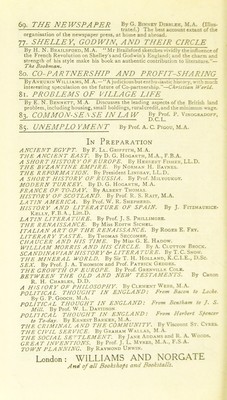 69. THE NEWSPAPER By G. BINNEY DIBBLEE, M.A. (Illus-
trated.) The best account extant of the
organisation of the newspaper press, at home and abroad.
77. SHELLEY, GODWIN, AND THEIR CIRCLE
By H. N. BRAILSFORD, M.A. "Mr. Brailsford sketches vividly the influence of
the French Revolution on Shelley's and Godwin's England; and the charm and
strength of his style make his book an authentic contribution to literature."—
The Bookman.
80. CO-PARTNERSHIP AND PROFIT-SHARING
By ANEURIN WILLIAMS, M.A.—"A judicious but enthusiastic history, with much
interesting speculation on the future of Co-partnership."—Christian World.
81. PROBLEMS OF VILLAGE LIFE
By E. N. BENNETT, M.A. Discusses the leading aspects of the British land
problem, including housing, small holdings, rural credit, and the minimum wage.
83. COMMON-SENSE IN LAW By Prof. P. VINOGRADOFF,
D.C.L.
85. UNEMPLOYMENT By Prof. A. C. PIGOU, M.A.
IN PREPARATION
ANCIENT EGYPT. By F. LL. GRIFFITH, M.A.
THE ANCIENT EAST. By D. G. HOGARTH, M.A., F.B.A.
A SHORT HISTORY OF EUROPE. By HERBERT FISHER, LL.D.
THE BYZANTINE EMPIRE. By NORMAN H. BAYNES.
THE REFORMATION. By President LINDSAY, LL.D.
A SHORT HISTORY OF RUSSIA. By Prof. MILYOUKOV.
MODERN TURKEY. By D. G. HOGARTH, M.A.
FRANCE OF TO-DAY. By ALBERT THOMAS.
HISTORY OF SCOTLAND. By R. S. RAIT, M.A.
LATIN AMERICA. By Prof. W. R. SHEPHERD.
HISTORY AND LITERATURE OF SPAIN. By J. FITZMAURICE-
KELLY, F.B.A., Litt.D.
LATIN LITERATURE. By Prof. J. S. PHILLIMORE.
THE RENAISSANCE. By Miss EDITH SICHEL.
ITALIAN ART OF THE RENAISSANCE. By ROGER E. FRY.
LITERARY TASTE. By THOMAS SECCOMBE.
CHAUCER AND HIS TIME. By Miss G. E. HADOW.
WILLIAM MORRIS AND HIS CIRCLE. By A. CLUTTON BROCK.
SCANDINAVIAN HISTORY & LITERATURE. By T. C. SNOW.
THE MINERAL WORLD. By Sir T. H. HOLLAND, K.C.I.E., D.Sc.
SEX. By Prof. J. A. THOMSON and Prof. PATRICK GEDDES.
THE GROWTH OF EUROPE. By Prof. GRENVILLE COLE.
BETWEEN THE OLD AND NEW TESTAMENTS. By Canon
R. H. CHARLES, D.D.
A HISTORY OF PHILOSOPHY. By CLEMENT WEBB, M.A.
POLITICAL THOUGHT IN ENGLAND: From Bacon to Locke.
By G. P. GOOCH, M.A.
POLITICAL THOUGHT IN ENGLAND: From Bentham to J. S.
Mill. By Prof. W. L. DAVIDSON.
POLITICAL THOUGHT IN ENGLAND: From Herbert Spencer
to To-day. By ERNEST BARKER, M.A.
THE CRIMINAL AND THE COMMUNITY. By Viscount ST. CYRES.
THE CIVIL SERVICE. By GRAHAM WALLAS, M.A.
THE SOCIAL SETTLEMENT. By JANE ADDAMS and R. A. WOODS.
GREAT INVENTIONS. By Prof. J. L. MYRES, M.A., F.S.A.
TOWN PLANNING. By RAYMOND UNWIN.
London: WILLIAMS AND NORGATE
And of all Bookshops and Bookstalls.